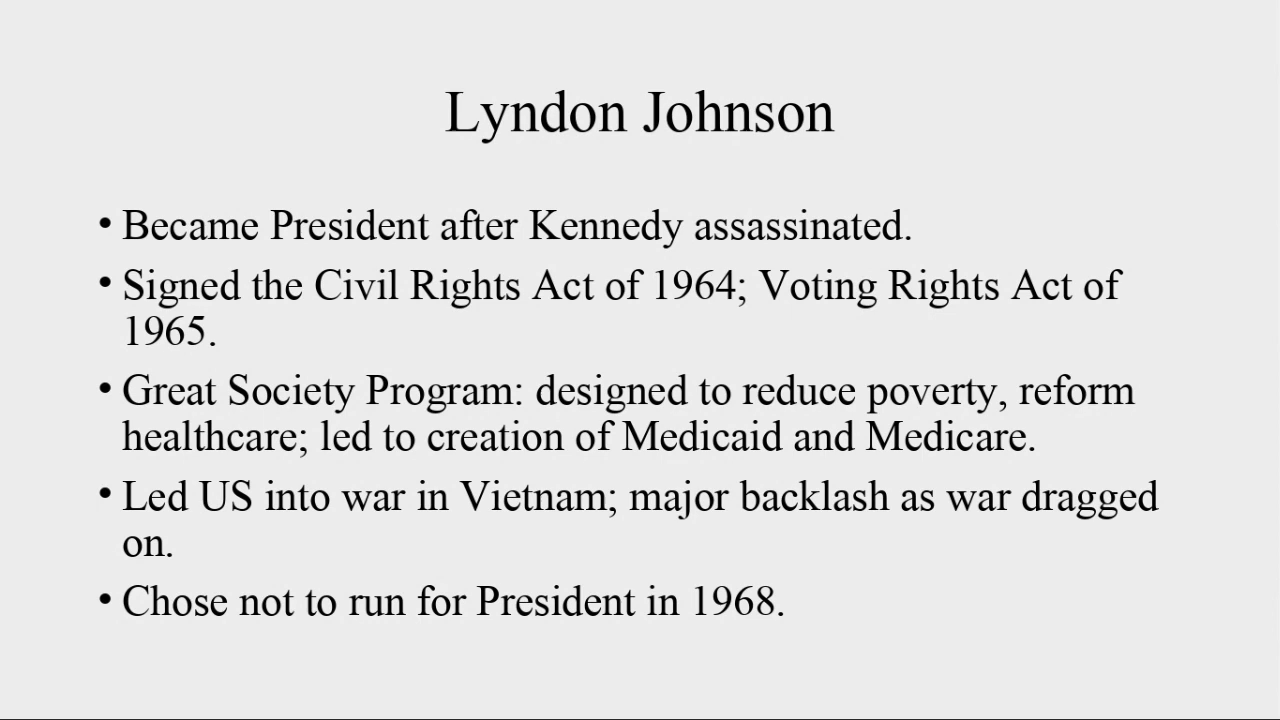 Lyndon Johnson
• Became President after Kennedy assassinated.
• Signed the Civil Rights Act of 1964; Voting Rights Act of
1965.
• Great Society Program: designed to reduce poverty, reform
healthcare; led to creation of Medicaid and Medicare.
• Led US into war in Vietnam; major backlash as war dragged
on.
• Chose not to run for President in 1968.